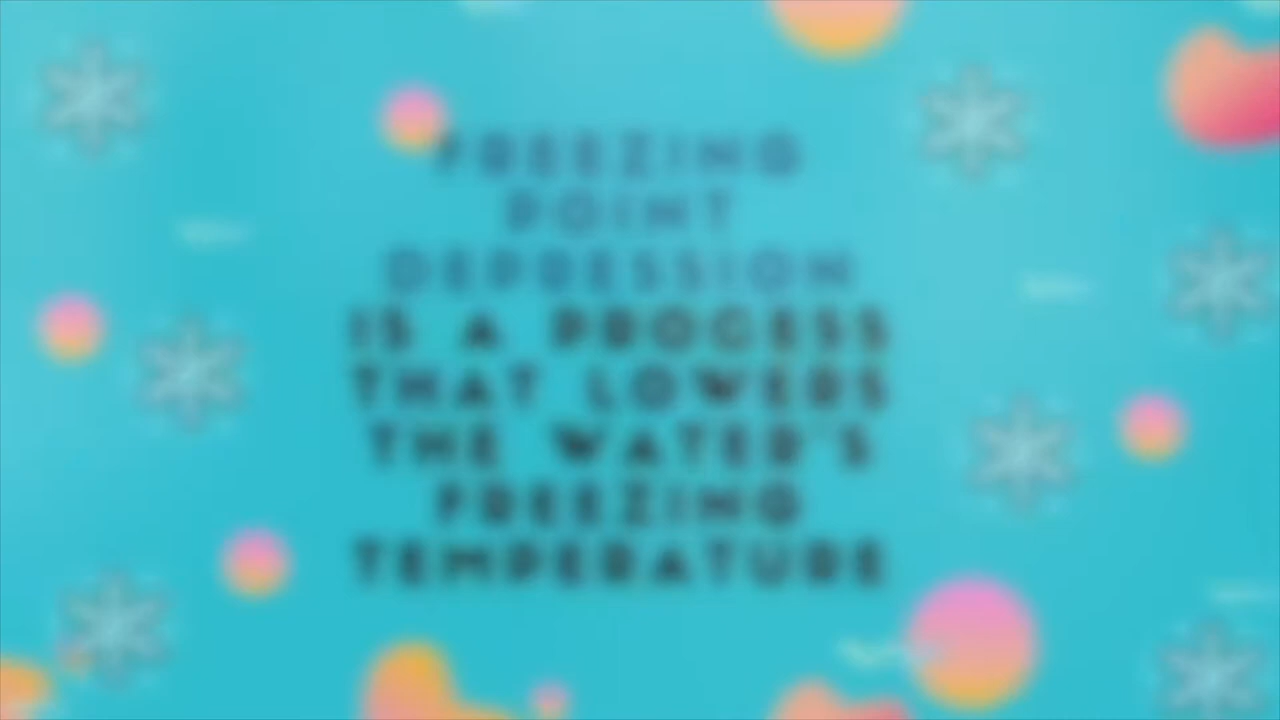 FREEZING
POINT
DEPRESSION
IS A PROCESS
THAT LOWERS
THE WATER'S
FREEZING
TEMPERATURE